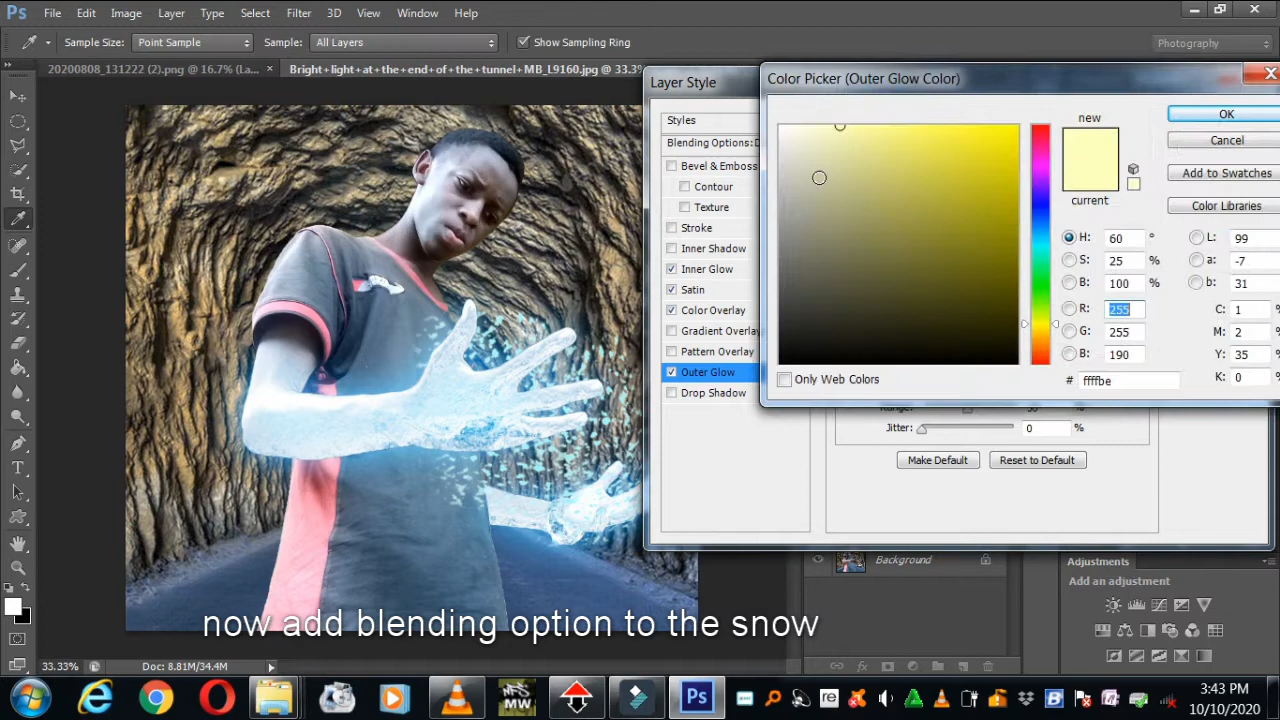 Ps File Edit Image Layer Type Select Filter 3D View Window Help
Sample Size: Point Sample Sample: All Layers Show Sampling Ring Photography
20200808_131222 (2).png @ 16.7% (La... × Bright+light+at+the+end+of+the+tunnel+MB_L9160.jpg @ 33.3%
Layer Style
Styles
Blending Options:D
Bevel & Emboss
Contour
Texture
Stroke
Inner Shadow
Inner Glow
Satin
Color Overlay
Gradient Overlay
Pattern Overlay
Outer Glow
Drop Shadow
Color Picker (Outer Glow Color)
new
current
OK
Cancel
Add to Swatches
Color Libraries
H: 60 ° L: 99
S: 25 % a: -7
B: 100 % b: 31
R: 255 C: 1 %
G: 255 M: 2 %
B: 190 Y: 35 %
# ffffbe K: 0 %
Only Web Colors
Jitter: 0 %
Make Default Reset to Default
Background
Adjustments
Add an adjustment
now add blending option to the snow
33.33% Doc: 8.81M/34.4M
fx
NFS MW
re
Ps
B
3:43 PM
10/10/2020